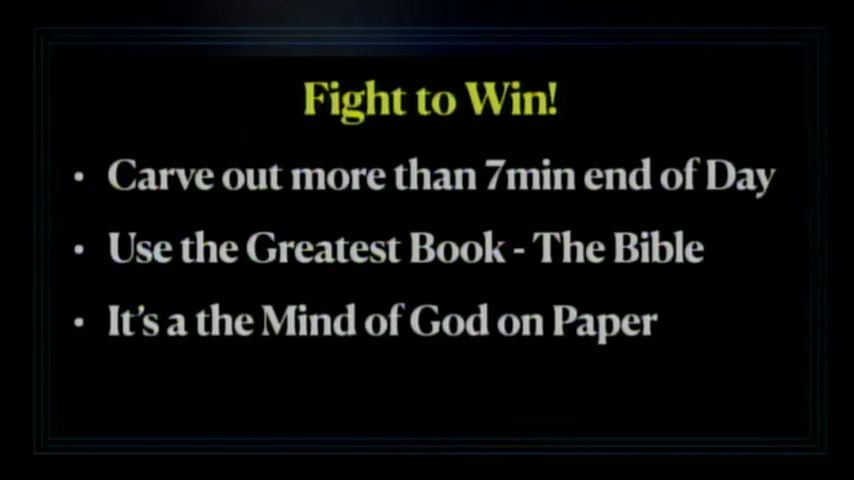 Fight to Win!
• Carve out more than 7min end of Day
• Use the Greatest Book - The Bible
• It's a the Mind of God on Paper